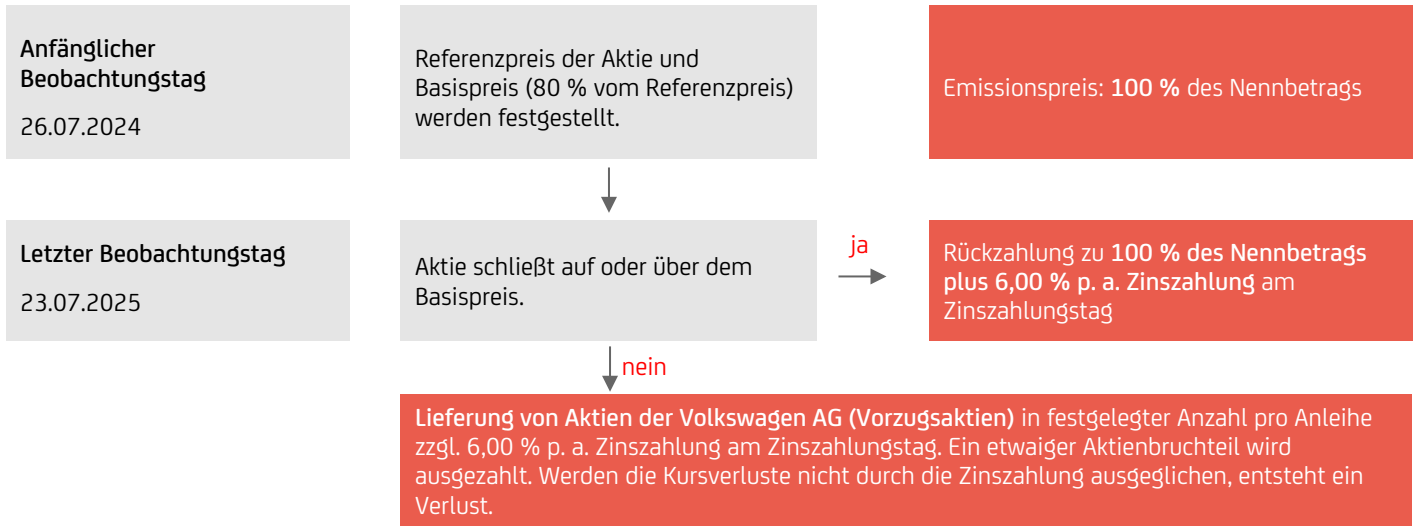 Anfänglicher
Beobachtungstag
26.07.2024
Referenzpreis der Aktie und
Basispreis (80 % vom Referenzpreis)
werden festgestellt.
Emissionspreis: 100 % des Nennbetrags
Letzter Beobachtungstag
23.07.2025
Aktie schließt auf oder über dem
Basispreis.
ja
Rückzahlung zu 100 % des Nennbetrags
plus 6,00 % p. a. Zinszahlung am
Zinszahlungstag
nein
Lieferung von Aktien der Volkswagen AG (Vorzugsaktien) in festgelegter Anzahl pro Anleihe
zzgl. 6,00 % p. a. Zinszahlung am Zinszahlungstag. Ein etwaiger Aktienbruchteil wird
ausgezahlt. Werden die Kursverluste nicht durch die Zinszahlung ausgeglichen, entsteht ein
Verlust.